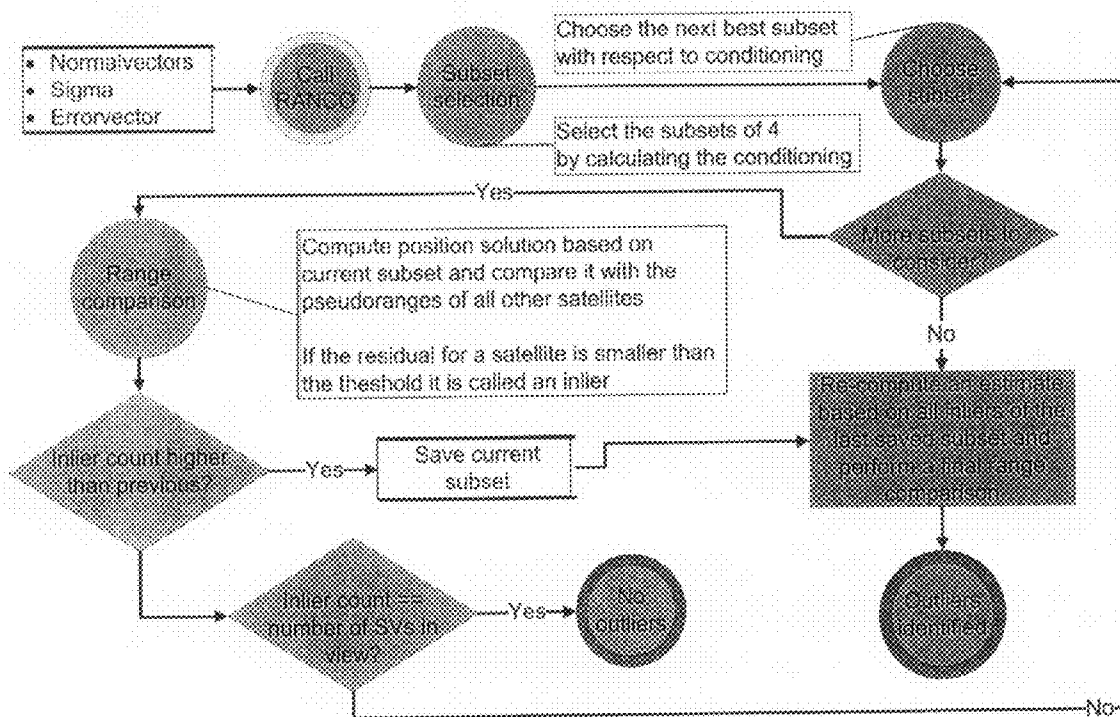 Normalvectors
Sigma
Errorvector
Call
RANCO
Subset
selection
Choose the next best subset
with respect to conditioning
Choose
subset
Select the subsets of 4
by calculating the conditioning
Yes
More subsets to
consider?
Range
comparison
Compute position solution based on
current subset and compare it with the
pseudoranges of all other satellites
If the residual for a satellite is smaller than
the theshold it is called an inlier
No
Re-compute an estimate
based on all inliers of the
last saved subset and
perform a final range
comparison
Inlier count higher
than previous?
Yes
Save current
subset
Inlier count ==
number of SVs in
view?
Yes
No
outliers
Outliers
identified
No